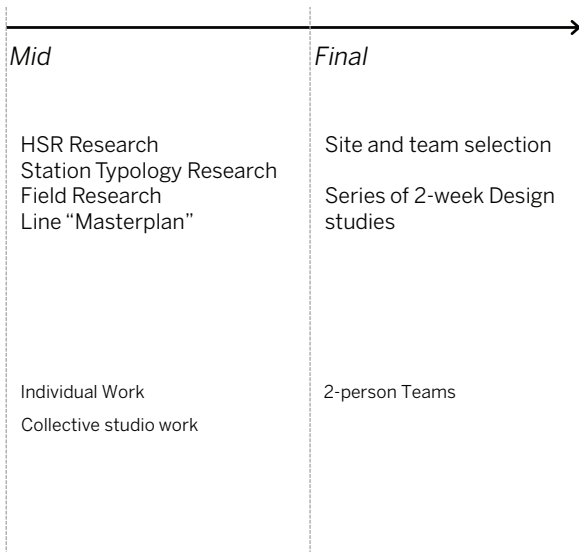 Mid
Final
HSR Research
Station Typology Research
Field Research
Line “Masterplan”
Site and team selection
Series of 2-week Design
studies
Individual Work
Collective studio work
2-person Teams